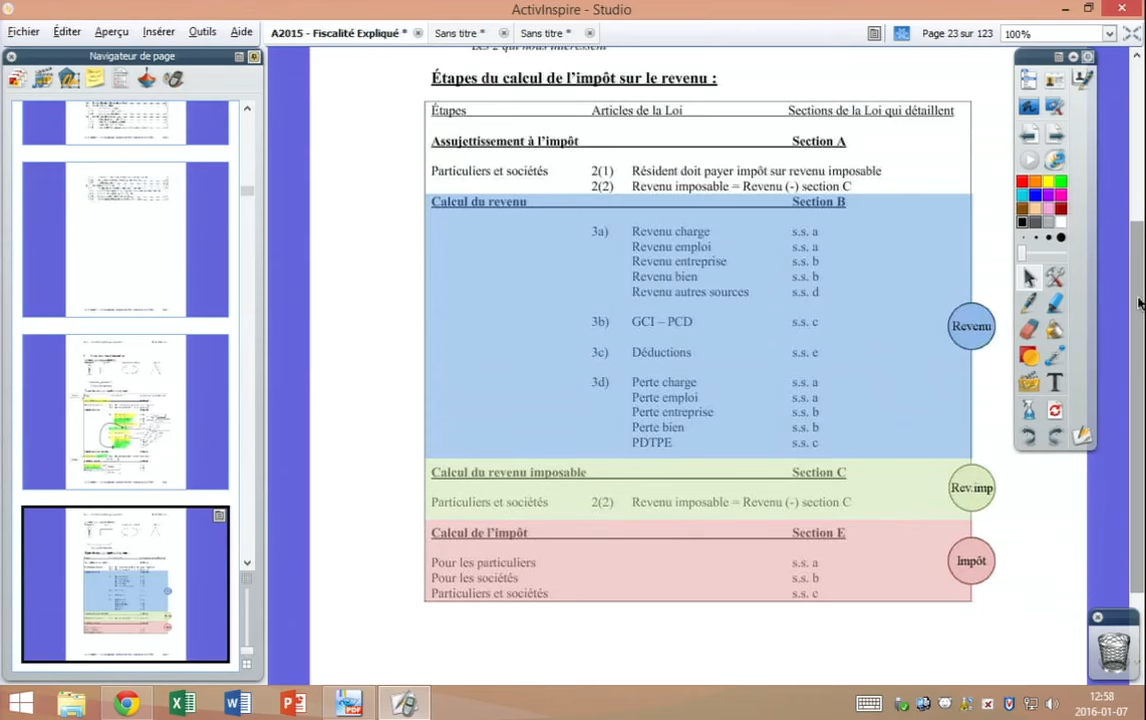 ActivInspire - Studio
Fichier Éditer Aperçu Insérer Outils Aide
A2015 - Fiscalité Expliqué * Sans titre * Sans titre * Page 23 sur 123 100%
Navigateur de page
Les 2 qui nous intéressent
Étapes du calcul de l'impôt sur le revenu :
Étapes Articles de la Loi Sections de la Loi qui détaillent
Assujettissement à l'impôt Section A
Particuliers et sociétés 2(1) Résident doit payer impôt sur revenu imposable
2(2) Revenu imposable = Revenu (-) section C
Calcul du revenu Section B
3a) Revenu charge s.s. a
Revenu emploi s.s. a
Revenu entreprise s.s. b
Revenu bien s.s. b
Revenu autres sources s.s. d
3b) GCI – PCD s.s. c
Revenu
3c) Déductions s.s. e
3d) Perte charge s.s. a
Perte emploi s.s. a
Perte entreprise s.s. b
Perte bien s.s. b
PDTPE s.s. c
Calcul du revenu imposable Section C
Rev.imp
Particuliers et sociétés 2(2) Revenu imposable = Revenu (-) section C
Calcul de l'impôt Section E
Impôt
Pour les particuliers s.s. a
Pour les sociétés s.s. b
Particuliers et sociétés s.s. c
12:58
2016-01-07